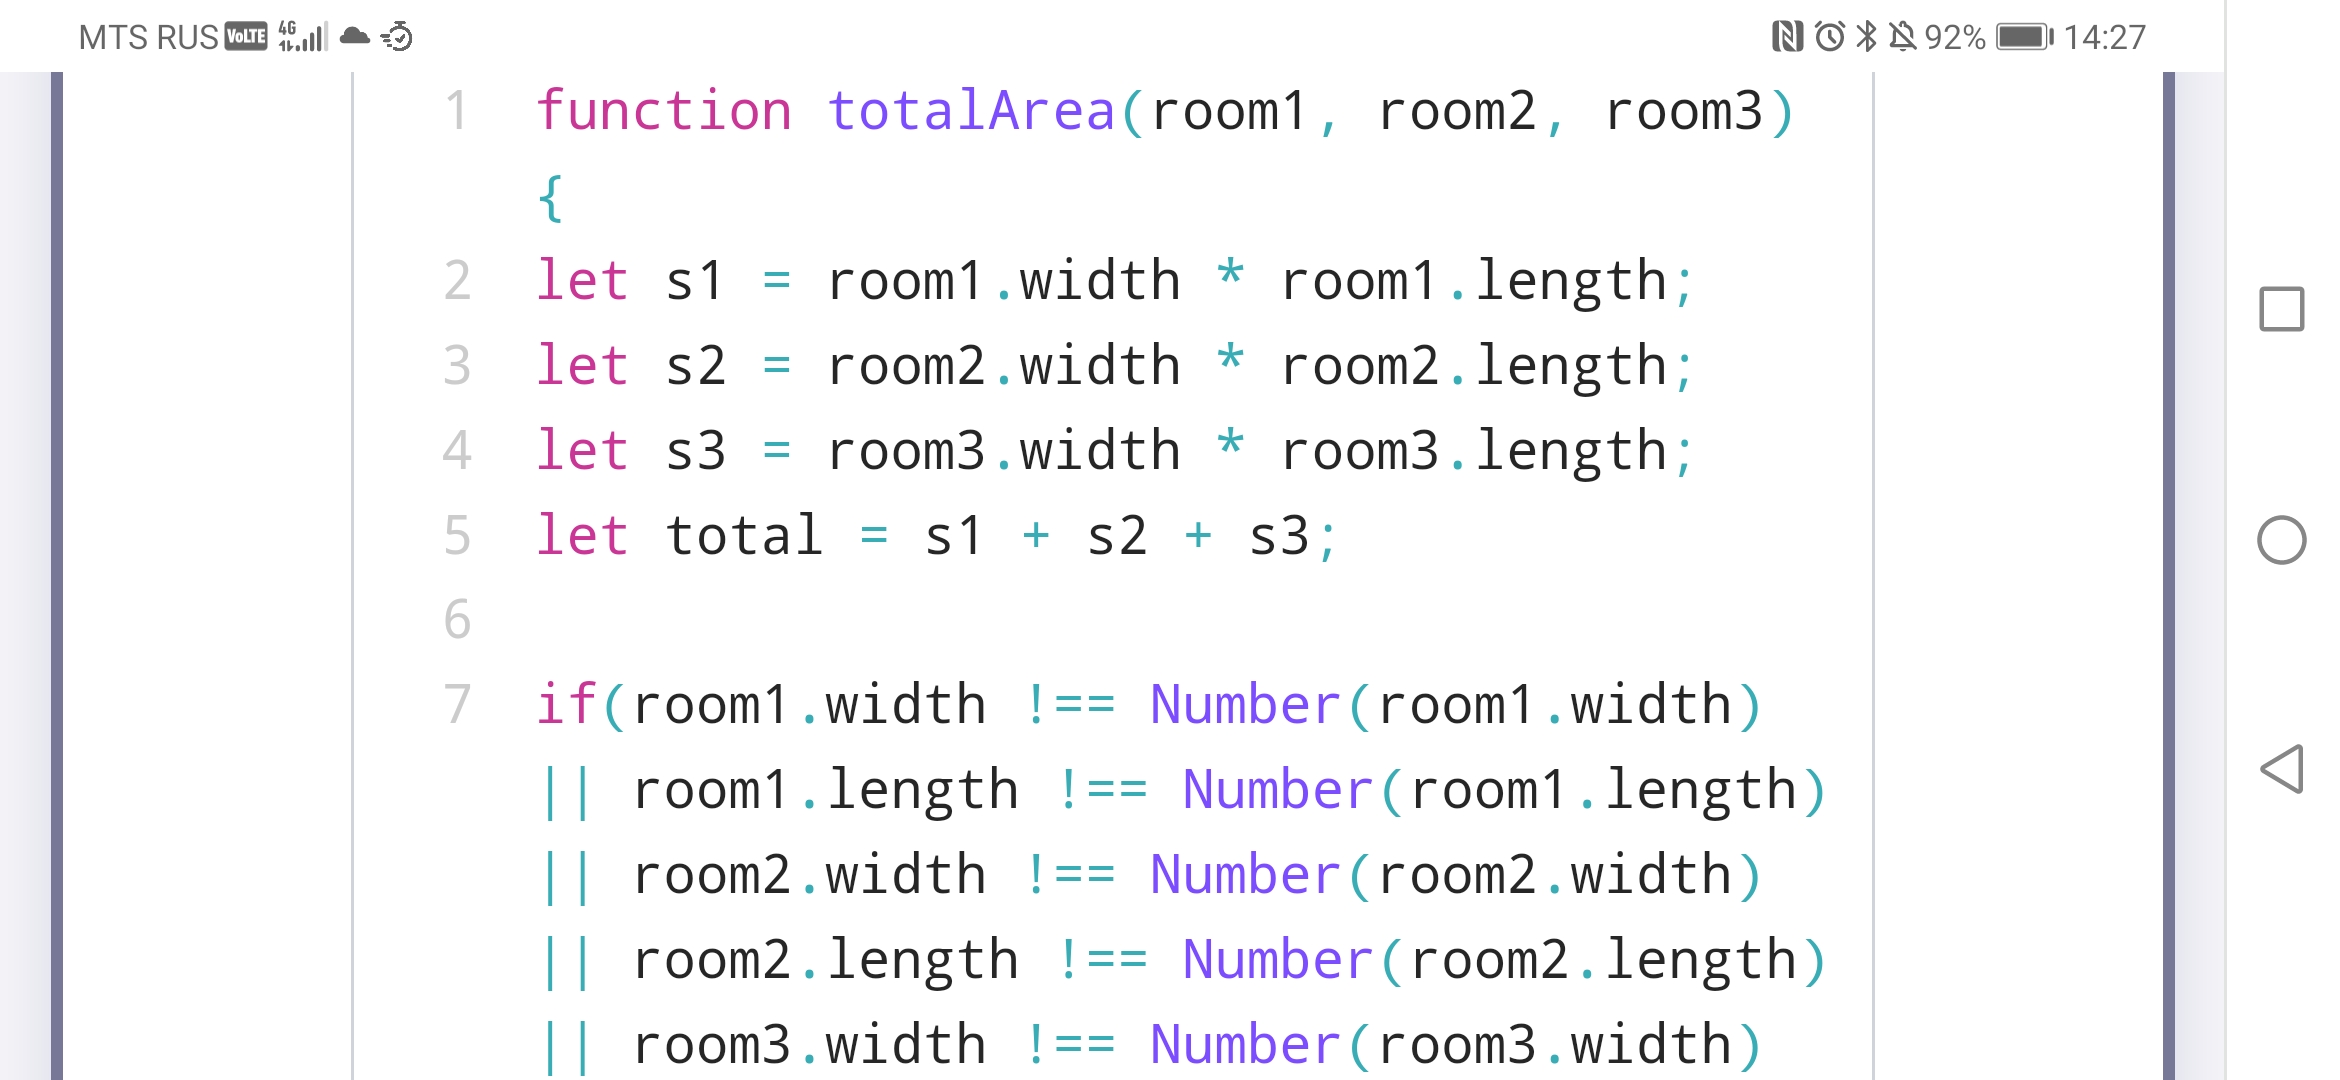 MTS RUS VoLTE 4G 92% 14:27
1 function totalArea(room1, room2, room3)
{
2 let s1 = room1.width * room1.length;
3 let s2 = room2.width * room2.length;
4 let s3 = room3.width * room3.length;
5 let total = s1 + s2 + s3;
6
7 if(room1.width !== Number(room1.width)
|| room1.length !== Number(room1.length)
|| room2.width !== Number(room2.width)
|| room2.length !== Number(room2.length)
|| room3.width !== Number(room3.width)